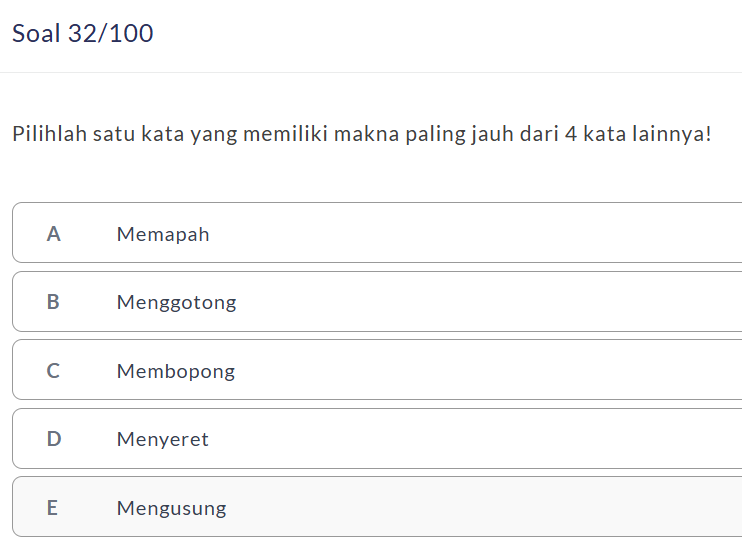 Soal 32/100
Pilihlah satu kata yang memiliki makna paling jauh dari 4 kata lainnya!
A Memapah
B Menggotong
C Membopong
D Menyeret
E Mengusung